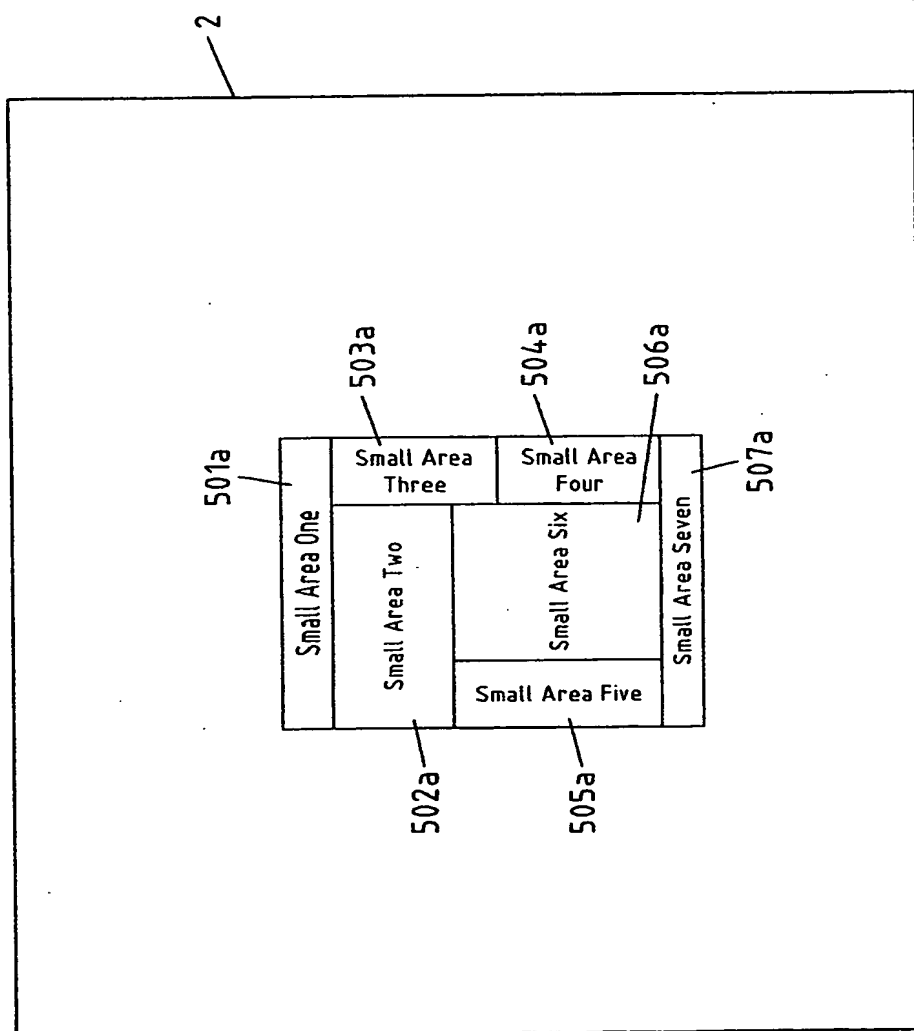 2
501a
Small Area One
503a
Small Area
Three
Small Area Two
502a
504a
Small Area
Four
506a
Small Area Six
Small Area Five
505a
507a
Small Area Seven